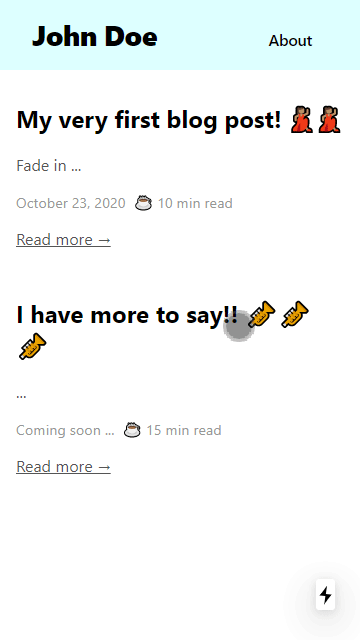 John Doe
About
My very first blog post! 💃🏾💃🏾
Fade in ...
October 23, 2020 ☕ 10 min read
Read more →
I have more to say!! 🎺🎺
🎺
...
Coming soon ... ☕ 15 min read
Read more →